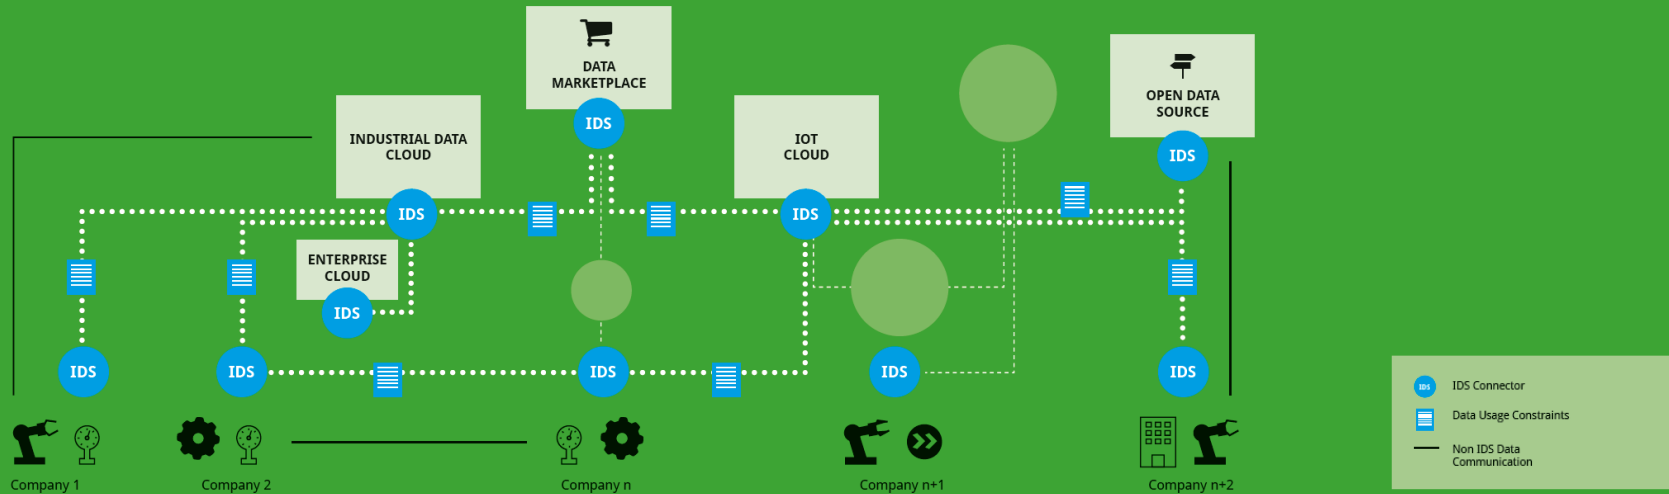 DATA
MARKETPLACE
IDS
OPEN DATA
SOURCE
IDS
INDUSTRIAL DATA
CLOUD
IDS
IOT
CLOUD
IDS
ENTERPRISE
CLOUD
IDS
IDS
IDS
IDS
IDS
IDS
Company 1
Company 2
Company n
Company n+1
Company n+2
IDS
IDS Connector
Data Usage Constraints
Non IDS Data
Communication